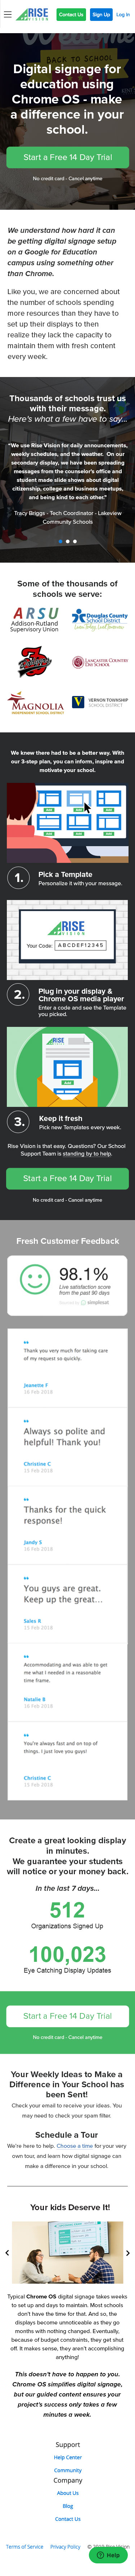 RISE
VISION
Contact Us
Sign Up
Log In
Digital signage for
education using
Chrome OS - make
a difference in your
school.
Start a Free 14 Day Trial
No credit card - Cancel anytime
We know how hard it can
be getting digital signage setup
on a Google for Education
campus using something other
than Chrome.
Like you, we are concerned about
the number of schools spending
the resources that they have to
set up their displays to then
realize they don't have the
capacity to maintain them with
fresh content every week.
Thousands of schools trust us
with their message.
Here's what a few have to say...
"We use Rise Vision for daily announcements,
weekly schedules, and the weather. On our
secondary display, we have been spreading
messages from the counselor's office and
student made slide shows about digital
citizenship, college and business meetups,
and being kind to each other."
Tracy Briggs - Tech Coordinator - Lakeview
Community Schools
Some of the thousands of
schools we serve:
ARSU
Addison Rutland
Supervisory Union
Douglas County
School District
LANCASTER COUNTRY
DAY SCHOOL
MAGNOLIA
INDEPENDENT SCHOOL DISTRICT
VERNON TOWNSHIP
SCHOOL DISTRICT
We knew there had to be a better way. With
our 3-step plan, you can inform, inspire and
motivate your school.
1.
Pick a Template
Personalize it with your message.
RISE
VISION
Your Code: ABCDEF12345
2.
Plug in your display &
Chrome OS media player
Enter a code and see the Template
you picked.
3.
Keep it fresh
Pick new Templates every week.
Rise Vision is that easy. Questions? Our School
Support Team is standing by to help.
Start a Free 14 Day Trial
No credit card - Cancel anytime
Fresh Customer Feedback
98.1%
Live satisfaction score
from the past 90 days
simplesat
Thank you very much for taking care
of my request so quickly.
Jeanette F
16 Feb 2018
Always so polite and
helpful! Thank you!
Christine C
15 Feb 2018
Thanks for the quick
response!
Jandy S
15 Feb 2018
You guys are great.
Keep up the great...
Sales R
13 Feb 2018
Accommodating and was able to get
me what I needed in a reasonable
time frame.
Natalie B
15 Feb 2018
You're always fast and on top of
things. I just love you guys!
Christine C
15 Feb 2018
Create a great looking display
in minutes.
We guarantee your students
will notice or your money back.
In the last 7 days...
512
Organizations Signed Up
100,023
Eye Catching Display Updates
Start a Free 14 Day Trial
No credit card - Cancel anytime
Your Weekly Ideas to Make a
Difference in Your School has
been Sent!
Check your email to receive your ideas. You
may need to check your spam filter.
Schedule a Tour
We're here to help. Choose a time for your very
own tour, and learn how digital signage can
make a difference in your school.
Your kids Deserve It!
Typical Chrome OS digital signage takes weeks
to set up and days to maintain. Most schools
don't have the time for that. And so, the
displays become unnoticeable as they go
weeks with nothing changed. Eventually,
because of budget constraints, they get shut
off. It makes sense, they aren't accomplishing
anything!
This doesn't have to happen to you.
Chrome OS simplifies digital signage,
but our guided content ensures your
project's success only takes a few
minutes a week.
Support
Help Center
Community
Company
About Us
Blog
Contact Us
Terms of Service
Privacy Policy
Help